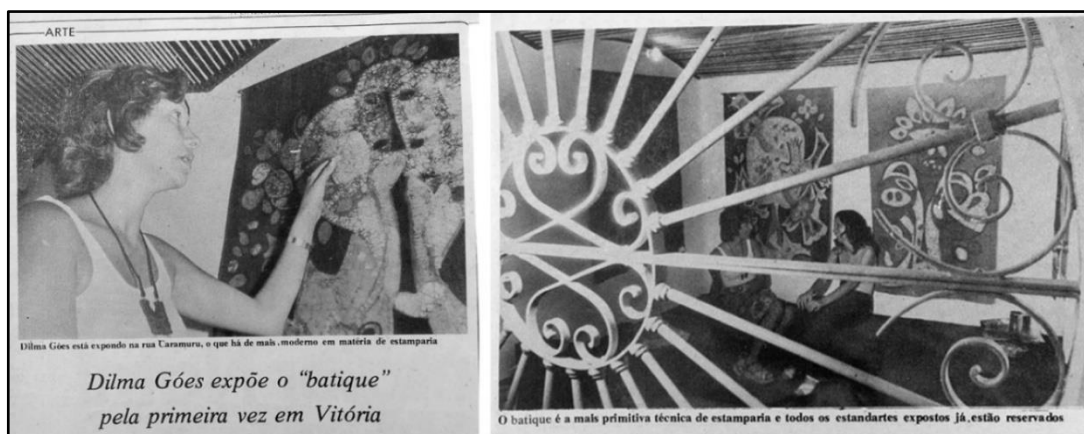 ARTE
Dilma Góes está expondo na rua Caramuru, o que há de mais moderno em matéria de estamparia
Dilma Góes expõe o "batique"
pela primeira vez em Vitória
O batique é a mais primitiva técnica de estamparia e todos os estandartes expostos já, estão reservados